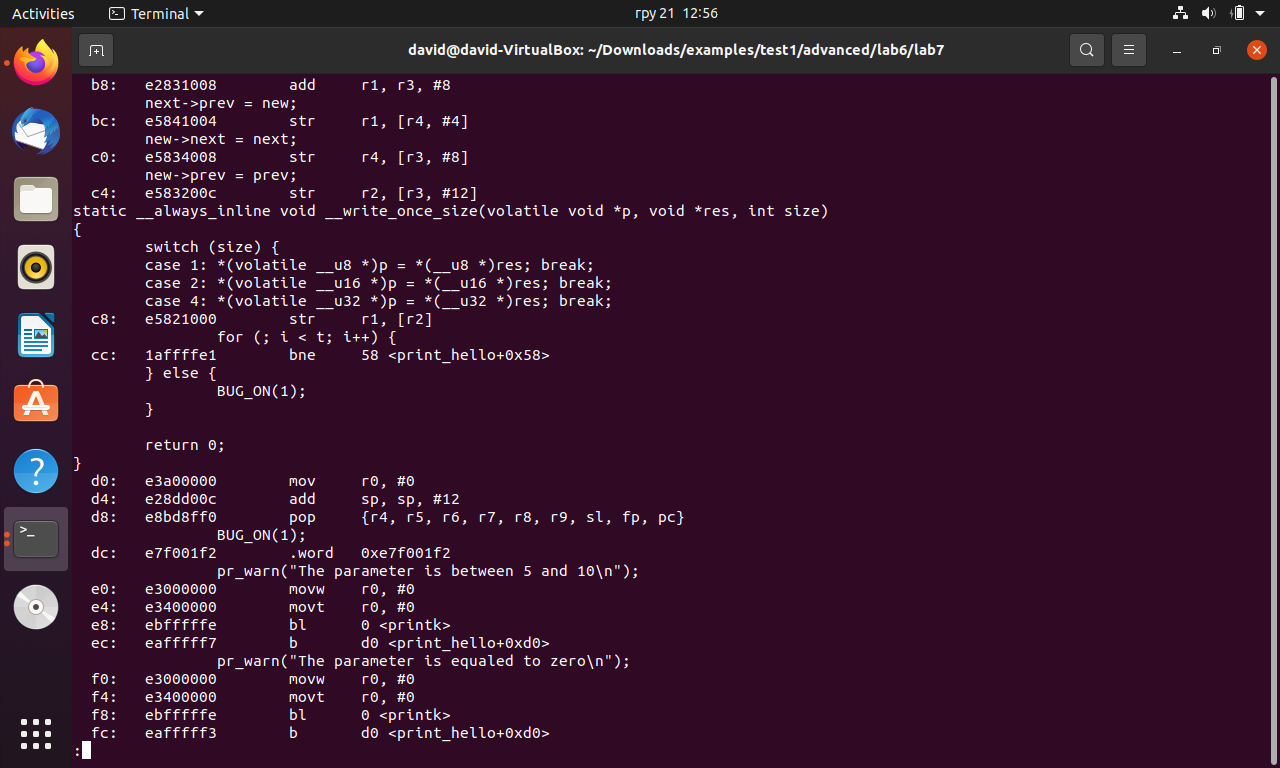 Activities Terminal гру 21 12:56
david@david-VirtualBox: ~/Downloads/examples/test1/advanced/lab6/lab7
b8: e2831008 add r1, r3, #8
next->prev = new;
bc: e5841004 str r1, [r4, #4]
new->next = next;
c0: e5834008 str r4, [r3, #8]
new->prev = prev;
c4: e583200c str r2, [r3, #12]
static __always_inline void __write_once_size(volatile void *p, void *res, int size)
{
switch (size) {
case 1: *(volatile __u8 *)p = *(__u8 *)res; break;
case 2: *(volatile __u16 *)p = *(__u16 *)res; break;
case 4: *(volatile __u32 *)p = *(__u32 *)res; break;
c8: e5821000 str r1, [r2]
for (; i < t; i++) {
cc: 1affffe1 bne 58 <print_hello+0x58>
} else {
BUG_ON(1);
}
return 0;
}
d0: e3a00000 mov r0, #0
d4: e28dd00c add sp, sp, #12
d8: e8bd8ff0 pop {r4, r5, r6, r7, r8, r9, sl, fp, pc}
BUG_ON(1);
dc: e7f001f2 .word 0xe7f001f2
pr_warn("The parameter is between 5 and 10\n");
e0: e3000000 movw r0, #0
e4: e3400000 movt r0, #0
e8: ebfffffe bl 0 <printk>
ec: eafffff7 b d0 <print_hello+0xd0>
pr_warn("The parameter is equaled to zero\n");
f0: e3000000 movw r0, #0
f4: e3400000 movt r0, #0
f8: ebfffffe bl 0 <printk>
fc: eafffff3 b d0 <print_hello+0xd0>
: